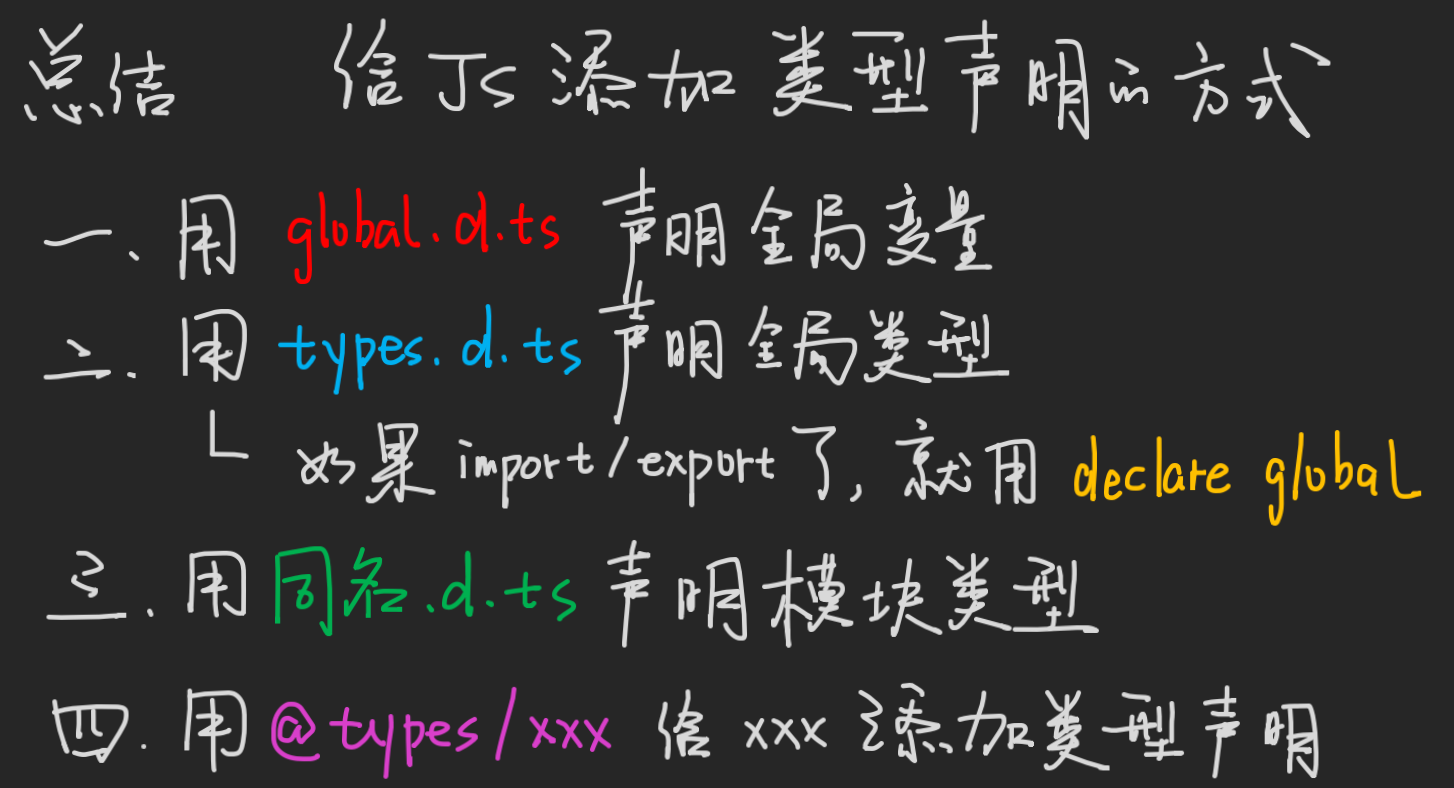 总结 给JS添加类型声明的方式
一、用 global.d.ts 声明全局变量
二、用 types.d.ts 声明全局类型
如果 import/export 了, 就用 declare global
三、用 同名.d.ts 声明模块类型
四、用 @types/xxx 给 xxx 添加类型声明